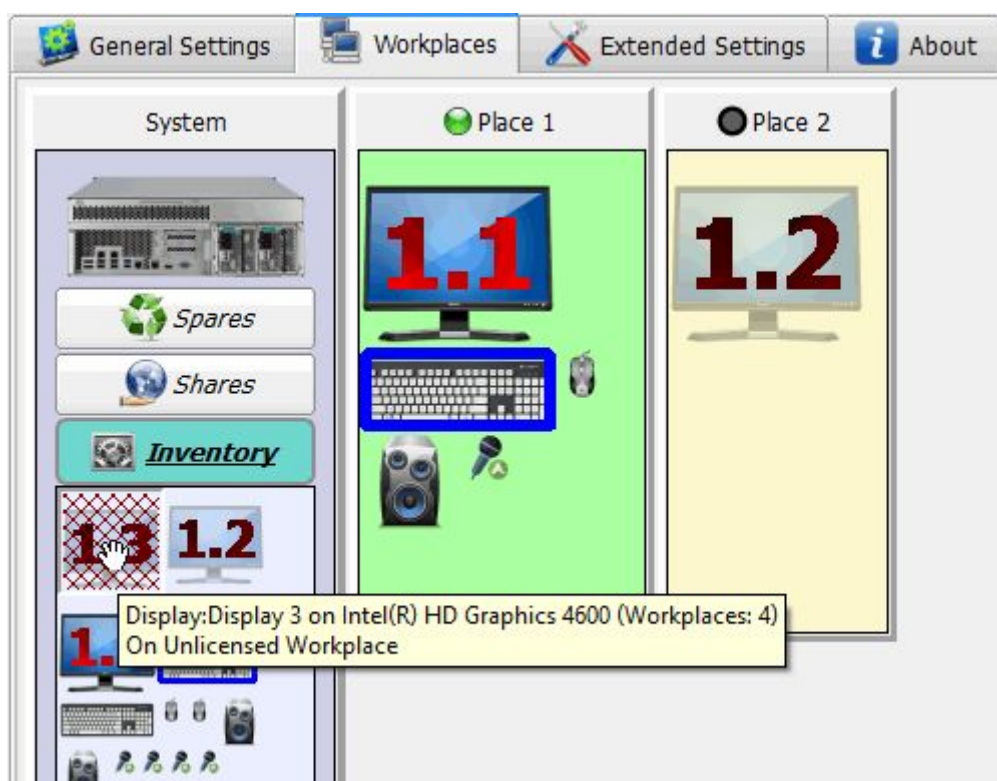 General Settings
Workplaces
Extended Settings
About
System
Place 1
Place 2
1.1
1.2
Spares
Shares
Inventory
1.3
1.2
Display:Display 3 on Intel(R) HD Graphics 4600 (Workplaces: 4)
On Unlicensed Workplace
1.